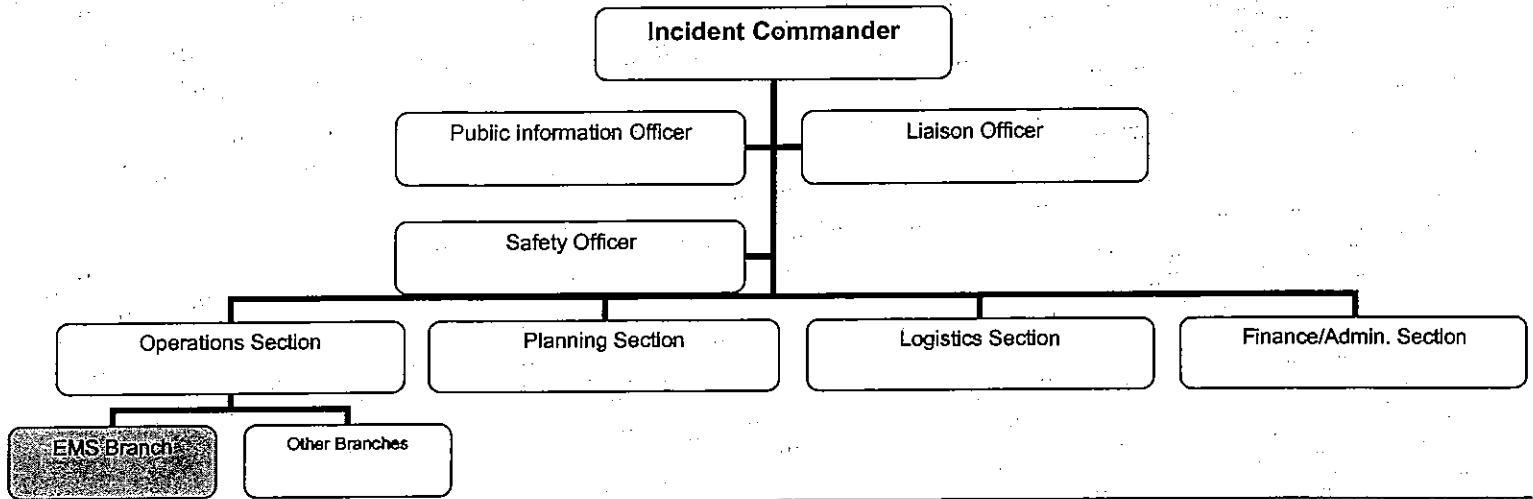 Incident Commander
Public Information Officer
Liaison Officer
Safety Officer
Operations Section
Planning Section
Logistics Section
Finance/Admin. Section
EMS Branch
Other Branches